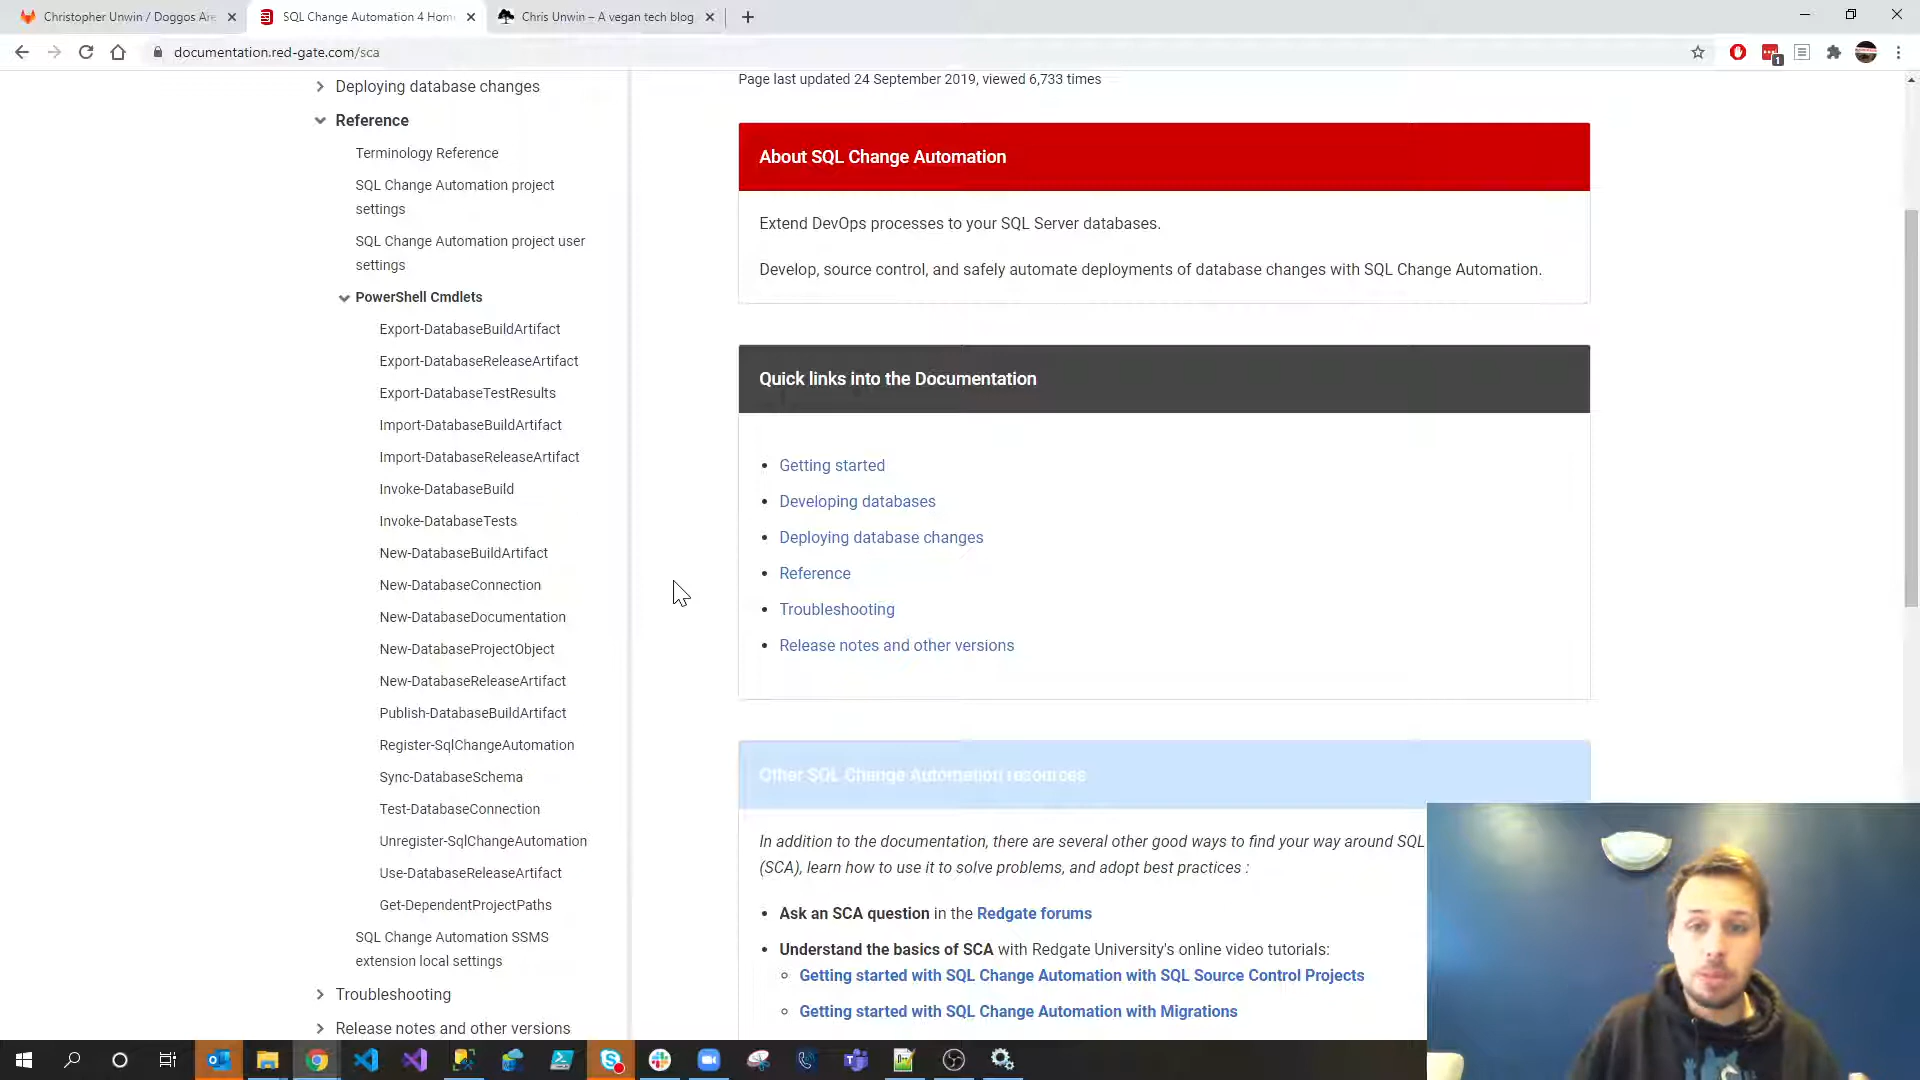 Christopher Unwin / Doggos Are
SQL Change Automation 4 Home
Chris Unwin – A vegan tech blog
documentation.red-gate.com/sca
1
Deploying database changes
Reference
Terminology Reference
SQL Change Automation project
settings
SQL Change Automation project user
settings
PowerShell Cmdlets
Export-DatabaseBuildArtifact
Export-DatabaseReleaseArtifact
Export-DatabaseTestResults
Import-DatabaseBuildArtifact
Import-DatabaseReleaseArtifact
Invoke-DatabaseBuild
Invoke-DatabaseTests
New-DatabaseBuildArtifact
New-DatabaseConnection
New-DatabaseDocumentation
New-DatabaseProjectObject
New-DatabaseReleaseArtifact
Publish-DatabaseBuildArtifact
Register-SqlChangeAutomation
Sync-DatabaseSchema
Test-DatabaseConnection
Unregister-SqlChangeAutomation
Use-DatabaseReleaseArtifact
Get-DependentProjectPaths
SQL Change Automation SSMS
extension local settings
Troubleshooting
Release notes and other versions
Page last updated 24 September 2019, viewed 6,733 times
About SQL Change Automation
Extend DevOps processes to your SQL Server databases.
Develop, source control, and safely automate deployments of database changes with SQL Change Automation.
Quick links into the Documentation
Getting started
Developing databases
Deploying database changes
Reference
Troubleshooting
Release notes and other versions
Other SQL Change Automation resources
In addition to the documentation, there are several other good ways to find your way around SQL
(SCA), learn how to use it to solve problems, and adopt best practices :
Ask an SCA question in the Redgate forums
Understand the basics of SCA with Redgate University's online video tutorials:
Getting started with SQL Change Automation with SQL Source Control Projects
Getting started with SQL Change Automation with Migrations